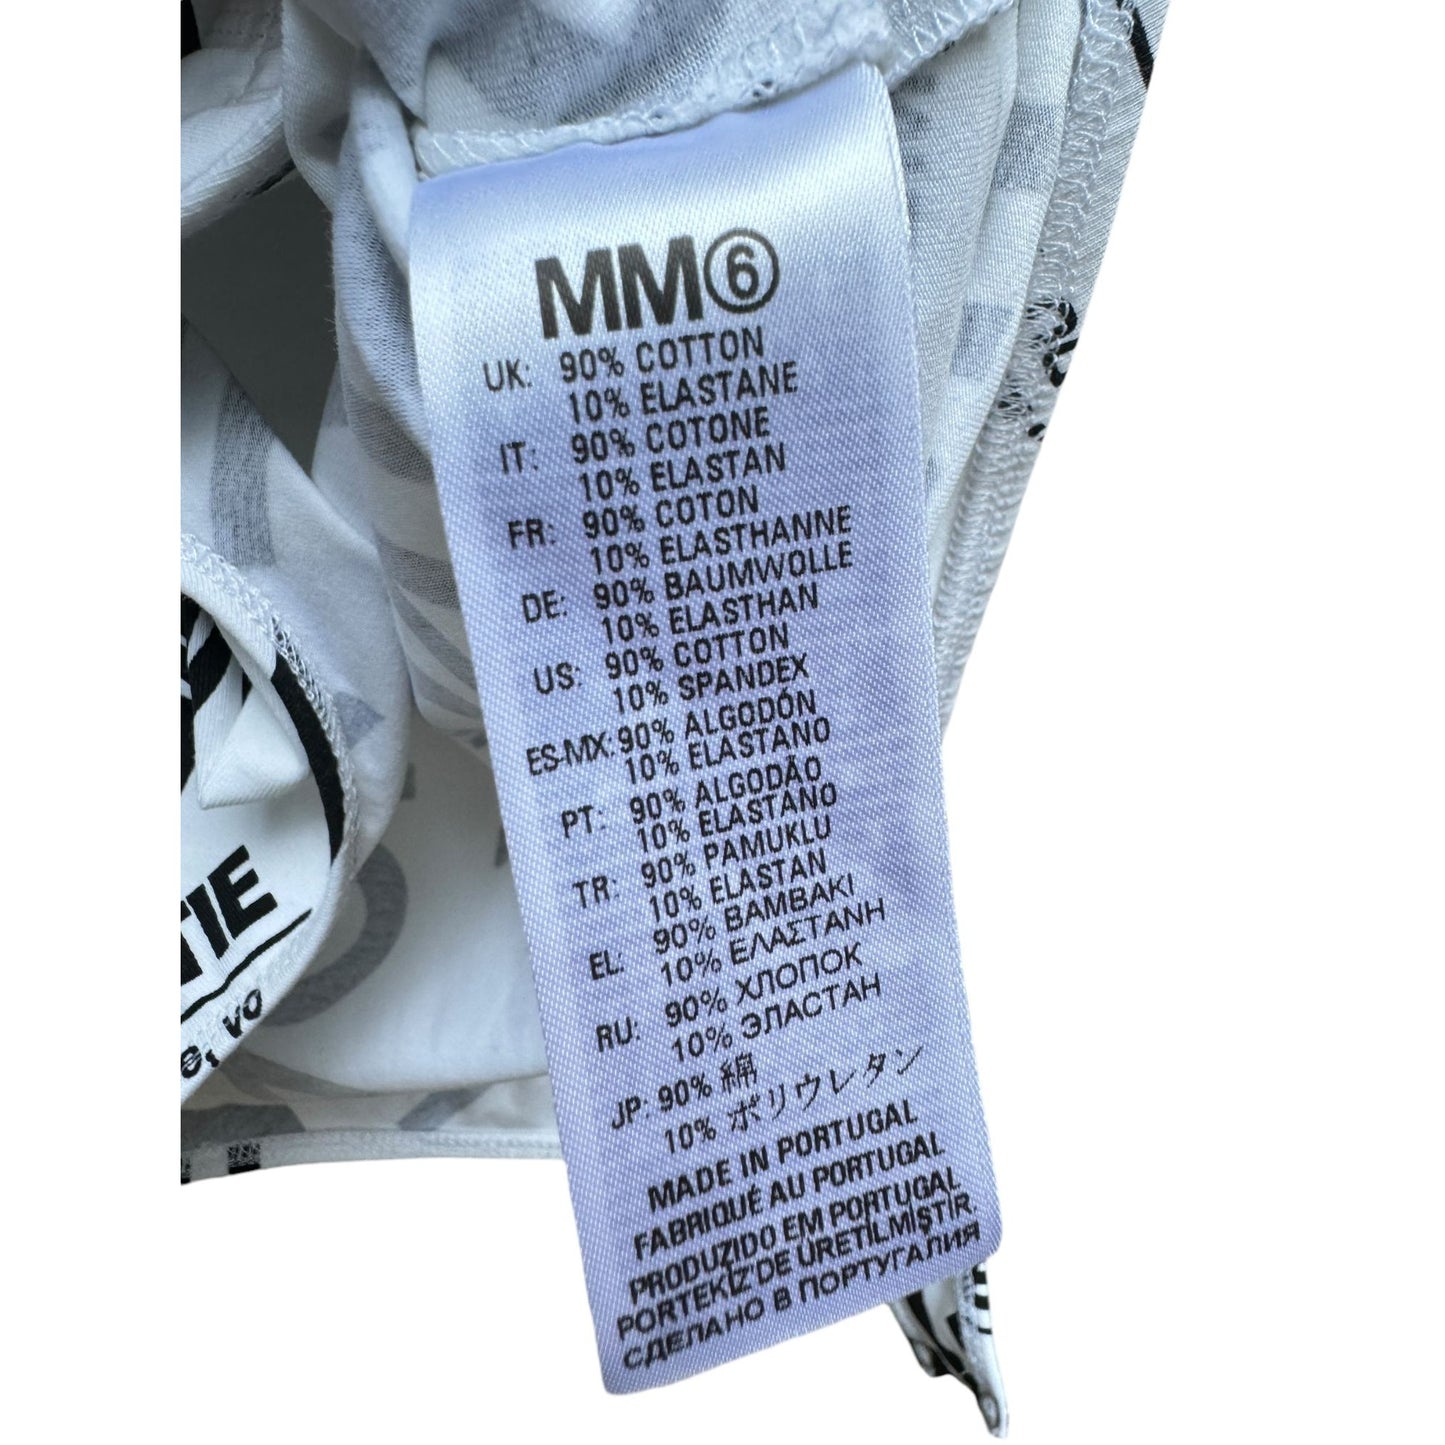 MM⑥
UK: 90% COTTON
10% ELASTANE
IT: 90% COTONE
10% ELASTAN
FR: 90% COTON
10% ELASTHANNE
DE: 90% BAUMWOLLE
10% ELASTHAN
US: 90% COTTON
10% SPANDEX
ES-MX: 90% ALGODÓN
10% ELASTANO
PT: 90% ALGODÃO
10% ELASTANO
TR: 90% PAMUKLU
10% ELASTAN
EL: 90% ΒΑΜΒΑΚΙ
10% ΕΛΑΣΤΑΝΗ
RU: 90% ХЛОПОК
10% ЭЛАСТАН
JP: 90% 綿
10% ポリウレタン
MADE IN PORTUGAL
FABRIQUÉ AU PORTUGAL
PRODUZIDO EM PORTUGAL
PORTEKİZ'DE ÜRETİLMİŞTİR.
СДЕЛАНО В ПОРТУГАЛИЯ
TIE
vo